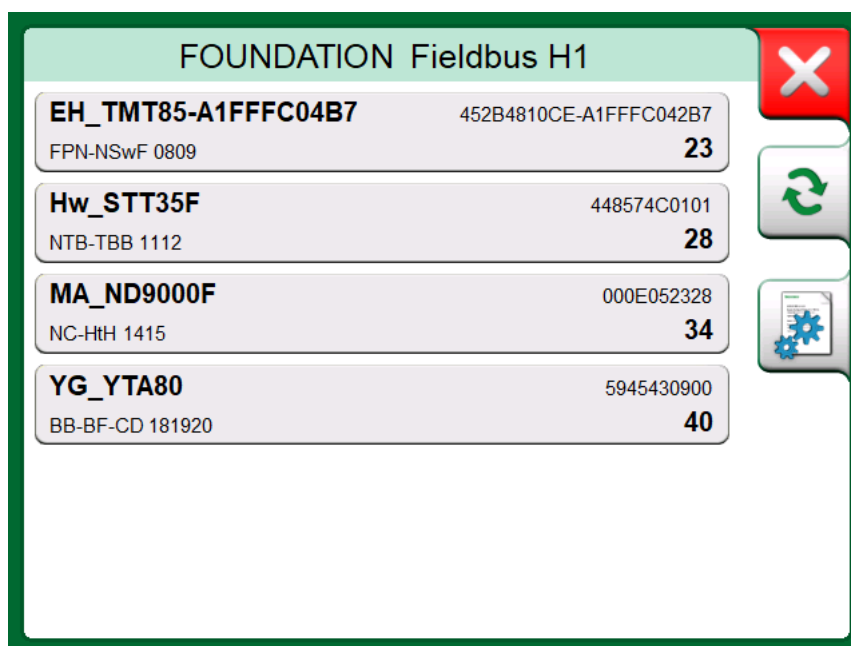 FOUNDATION Fieldbus H1
EH_TMT85-A1FFFC04B7 452B4810CE-A1FFFC042B7
FPN-NSwF 0809 23
Hw_STT35F 448574C0101
NTB-TBB 1112 28
MA_ND9000F 000E052328
NC-HtH 1415 34
YG_YTA80 5945430900
BB-BF-CD 181920 40